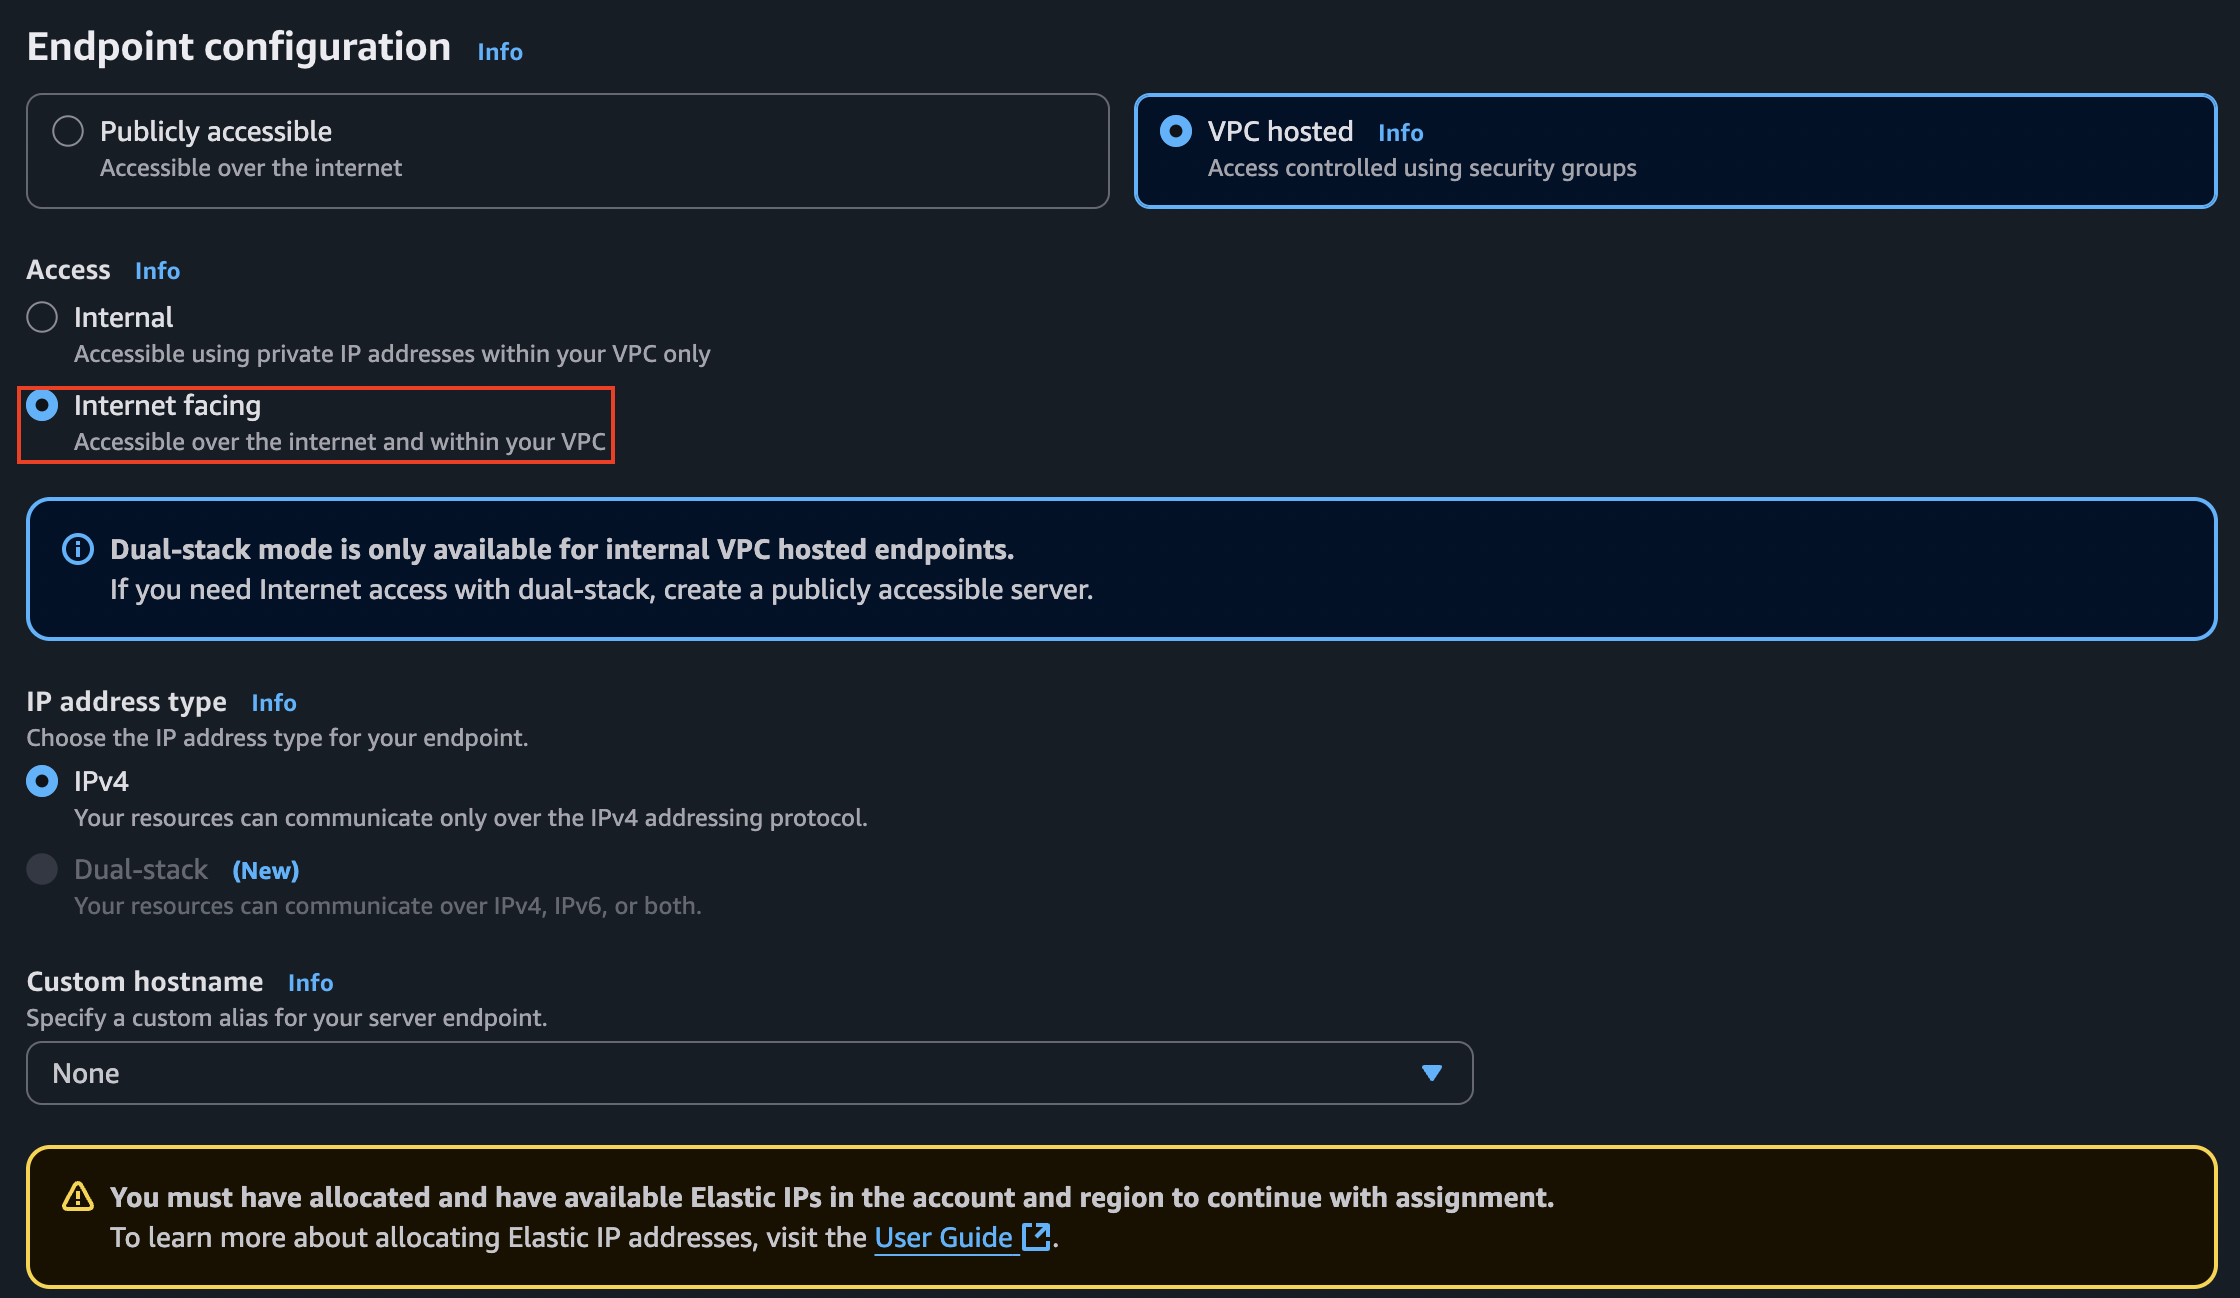 Endpoint configuration Info
Publicly accessible
Accessible over the internet
VPC hosted Info
Access controlled using security groups
Access Info
Internal
Accessible using private IP addresses within your VPC only
Internet facing
Accessible over the internet and within your VPC
Dual-stack mode is only available for internal VPC hosted endpoints.
If you need Internet access with dual-stack, create a publicly accessible server.
IP address type Info
Choose the IP address type for your endpoint.
IPv4
Your resources can communicate only over the IPv4 addressing protocol.
Dual-stack (New)
Your resources can communicate over IPv4, IPv6, or both.
Custom hostname Info
Specify a custom alias for your server endpoint.
None
You must have allocated and have available Elastic IPs in the account and region to continue with assignment.
To learn more about allocating Elastic IP addresses, visit the User Guide.